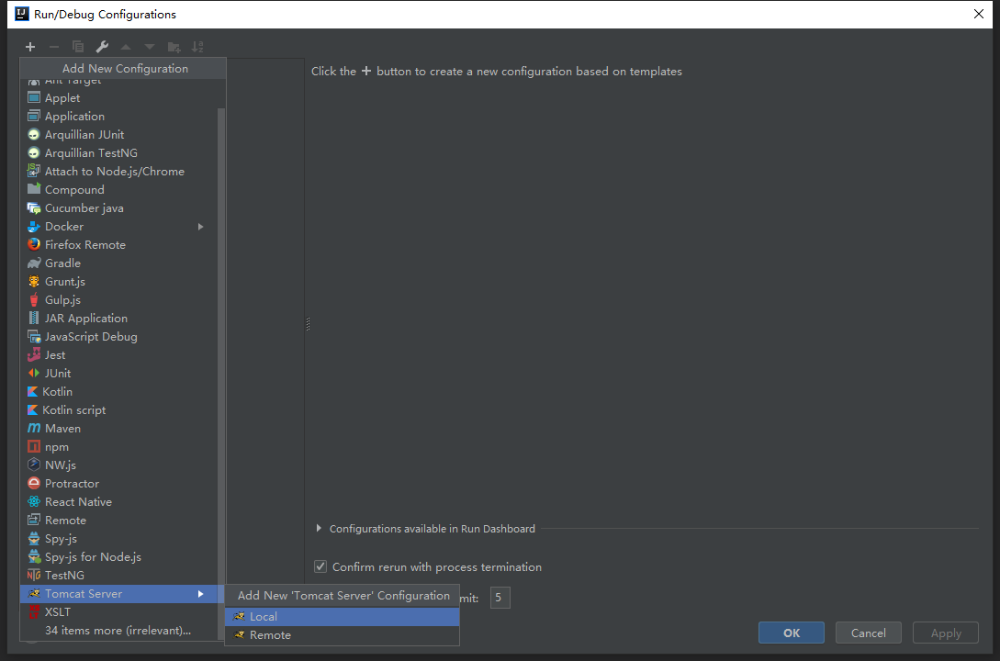 Run/Debug Configurations
Add New Configuration
Click the + button to create a new configuration based on templates
Ant Target
Applet
Application
Arquillian JUnit
Arquillian TestNG
Attach to Node.js/Chrome
Compound
Cucumber java
Docker
Firefox Remote
Gradle
Grunt.js
Gulp.js
JAR Application
JavaScript Debug
Jest
JUnit
Kotlin
Kotlin script
Maven
npm
NW.js
Protractor
React Native
Remote
Spy-js
Spy-js for Node.js
TestNG
Tomcat Server
XSLT
34 items more (irrelevant)...
Configurations available in Run Dashboard
Confirm rerun with process termination
mit: 5
Add New 'Tomcat Server' Configuration
Local
Remote
OK Cancel Apply